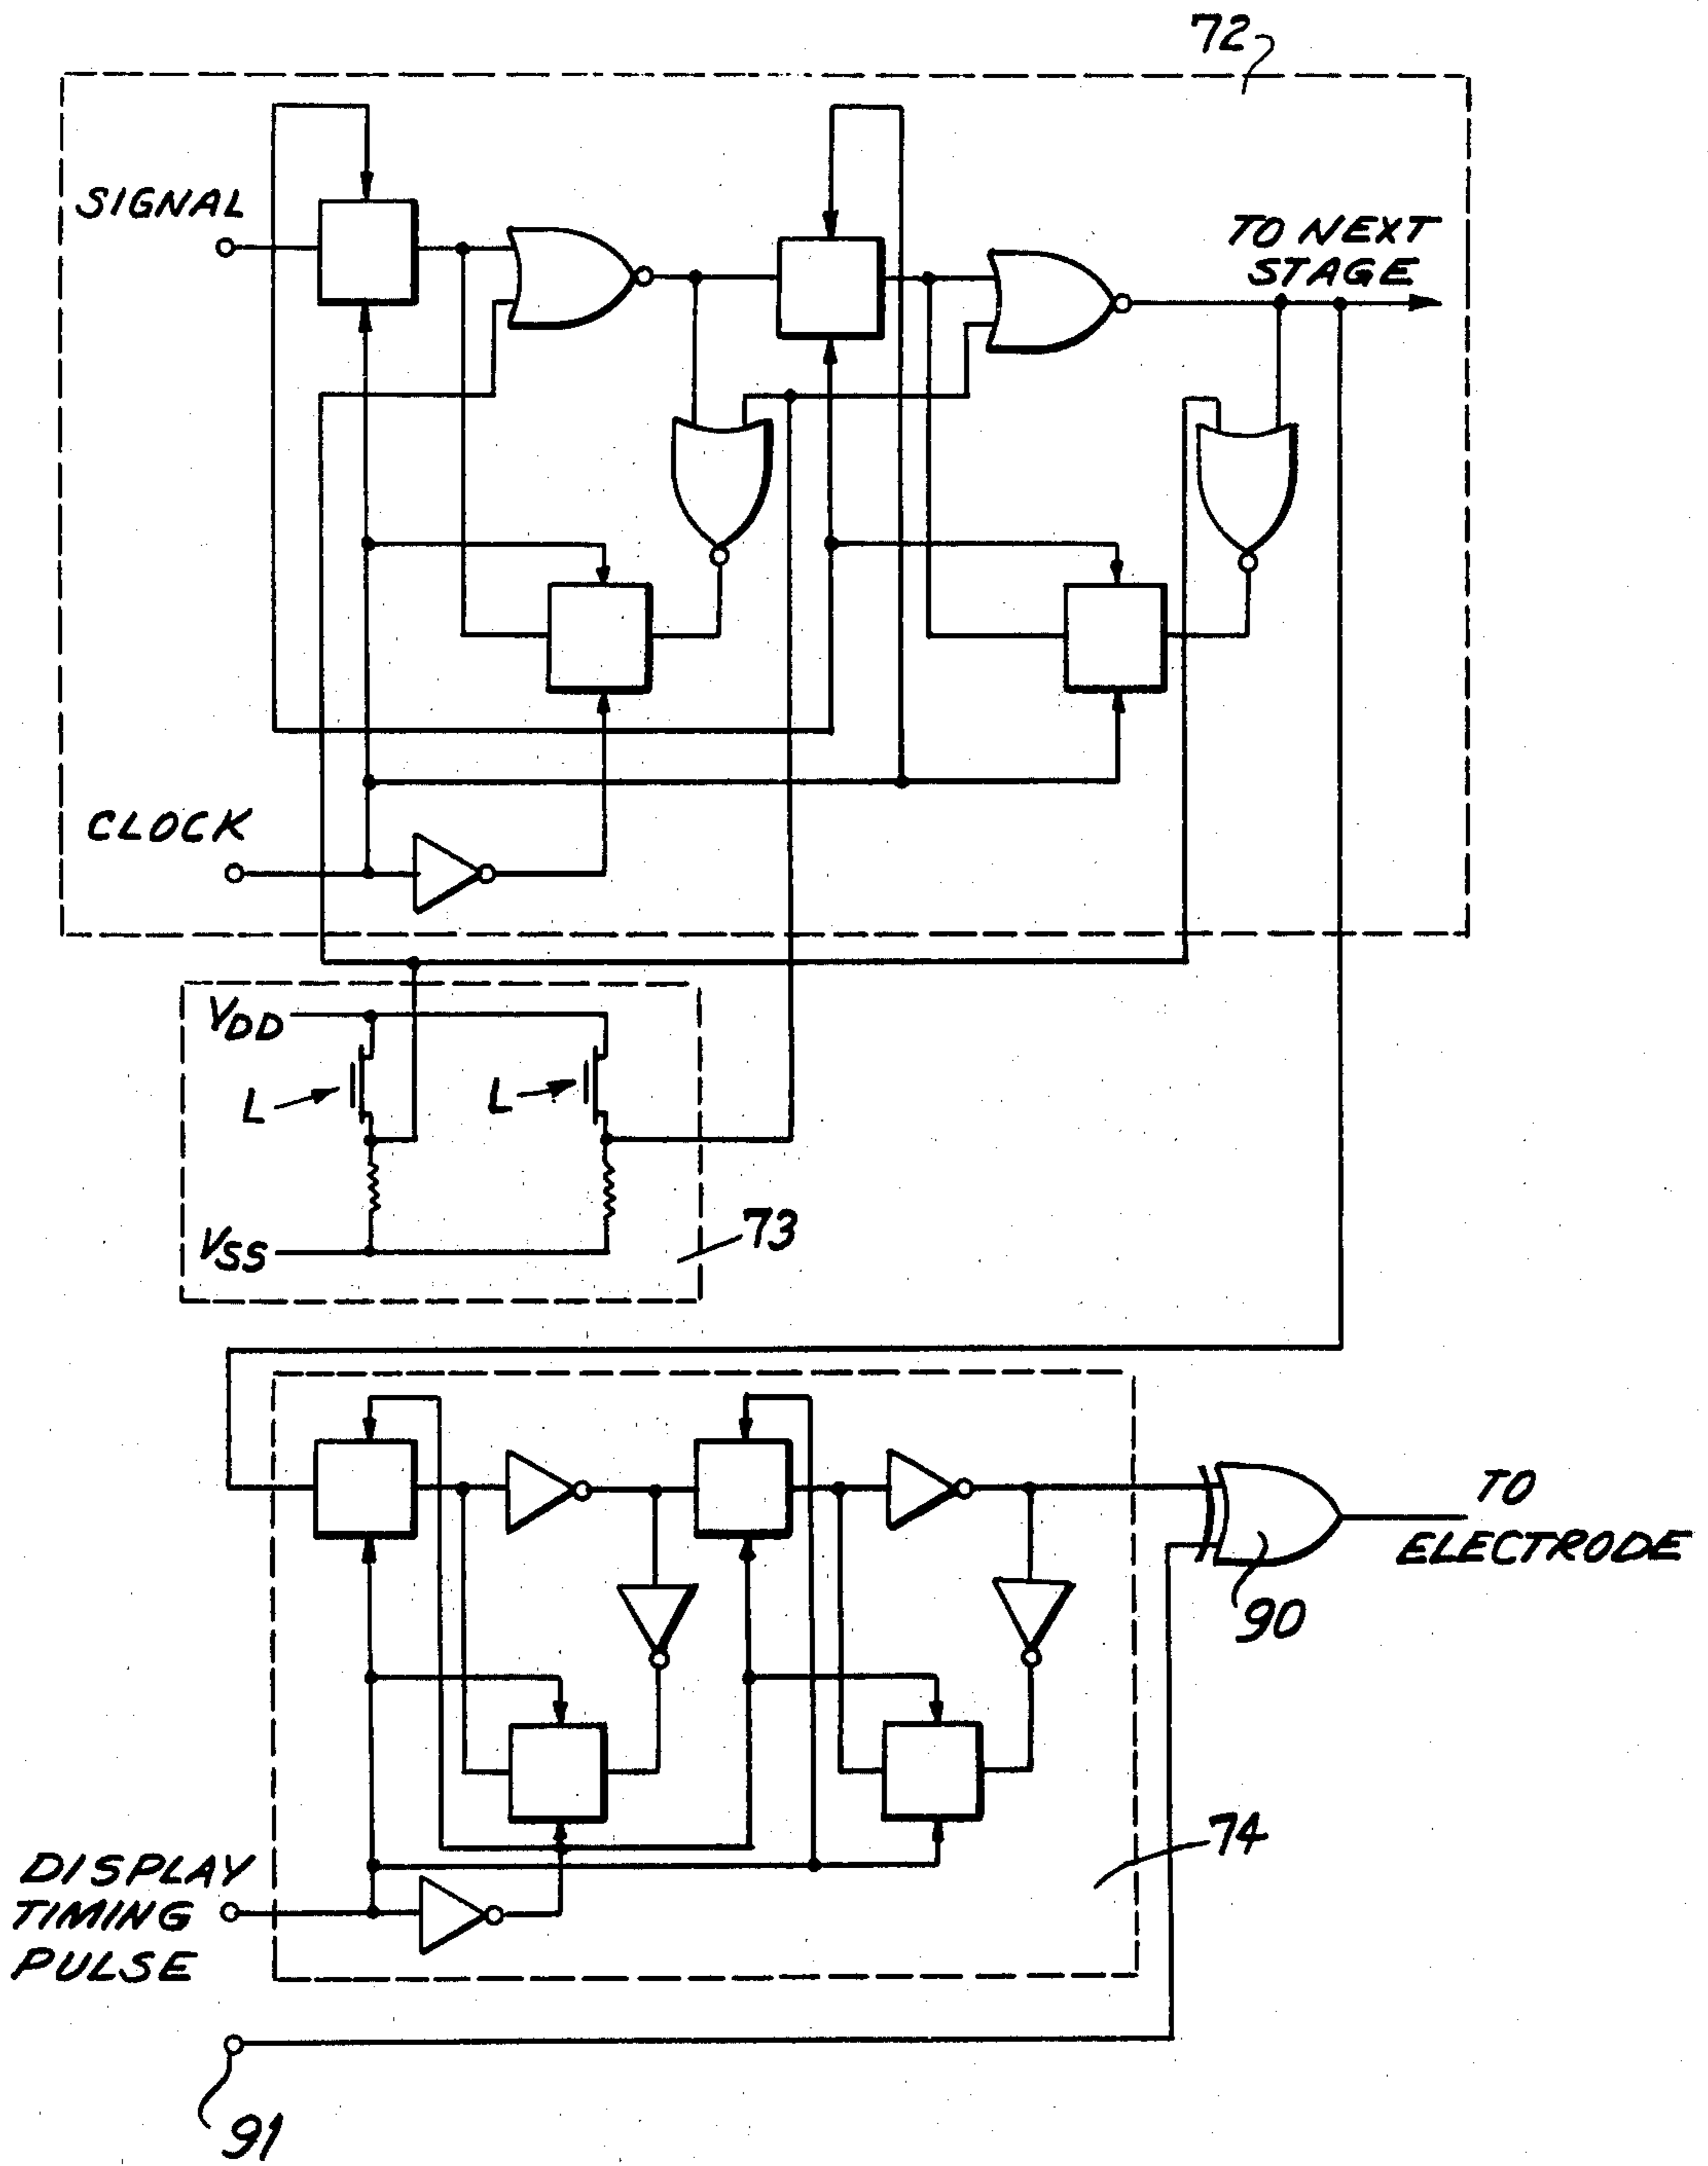 72
SIGNAL
TO NEXT
STAGE
CLOCK
VDD
L
L
VSS
73
TO
ELECTRODE
90
74
DISPLAY
TIMING
PULSE
91